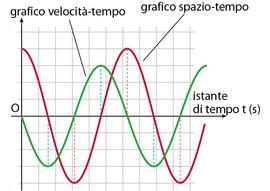 grafico velocità-tempo
grafico spazio-tempo
O
istante
di tempo t (s)